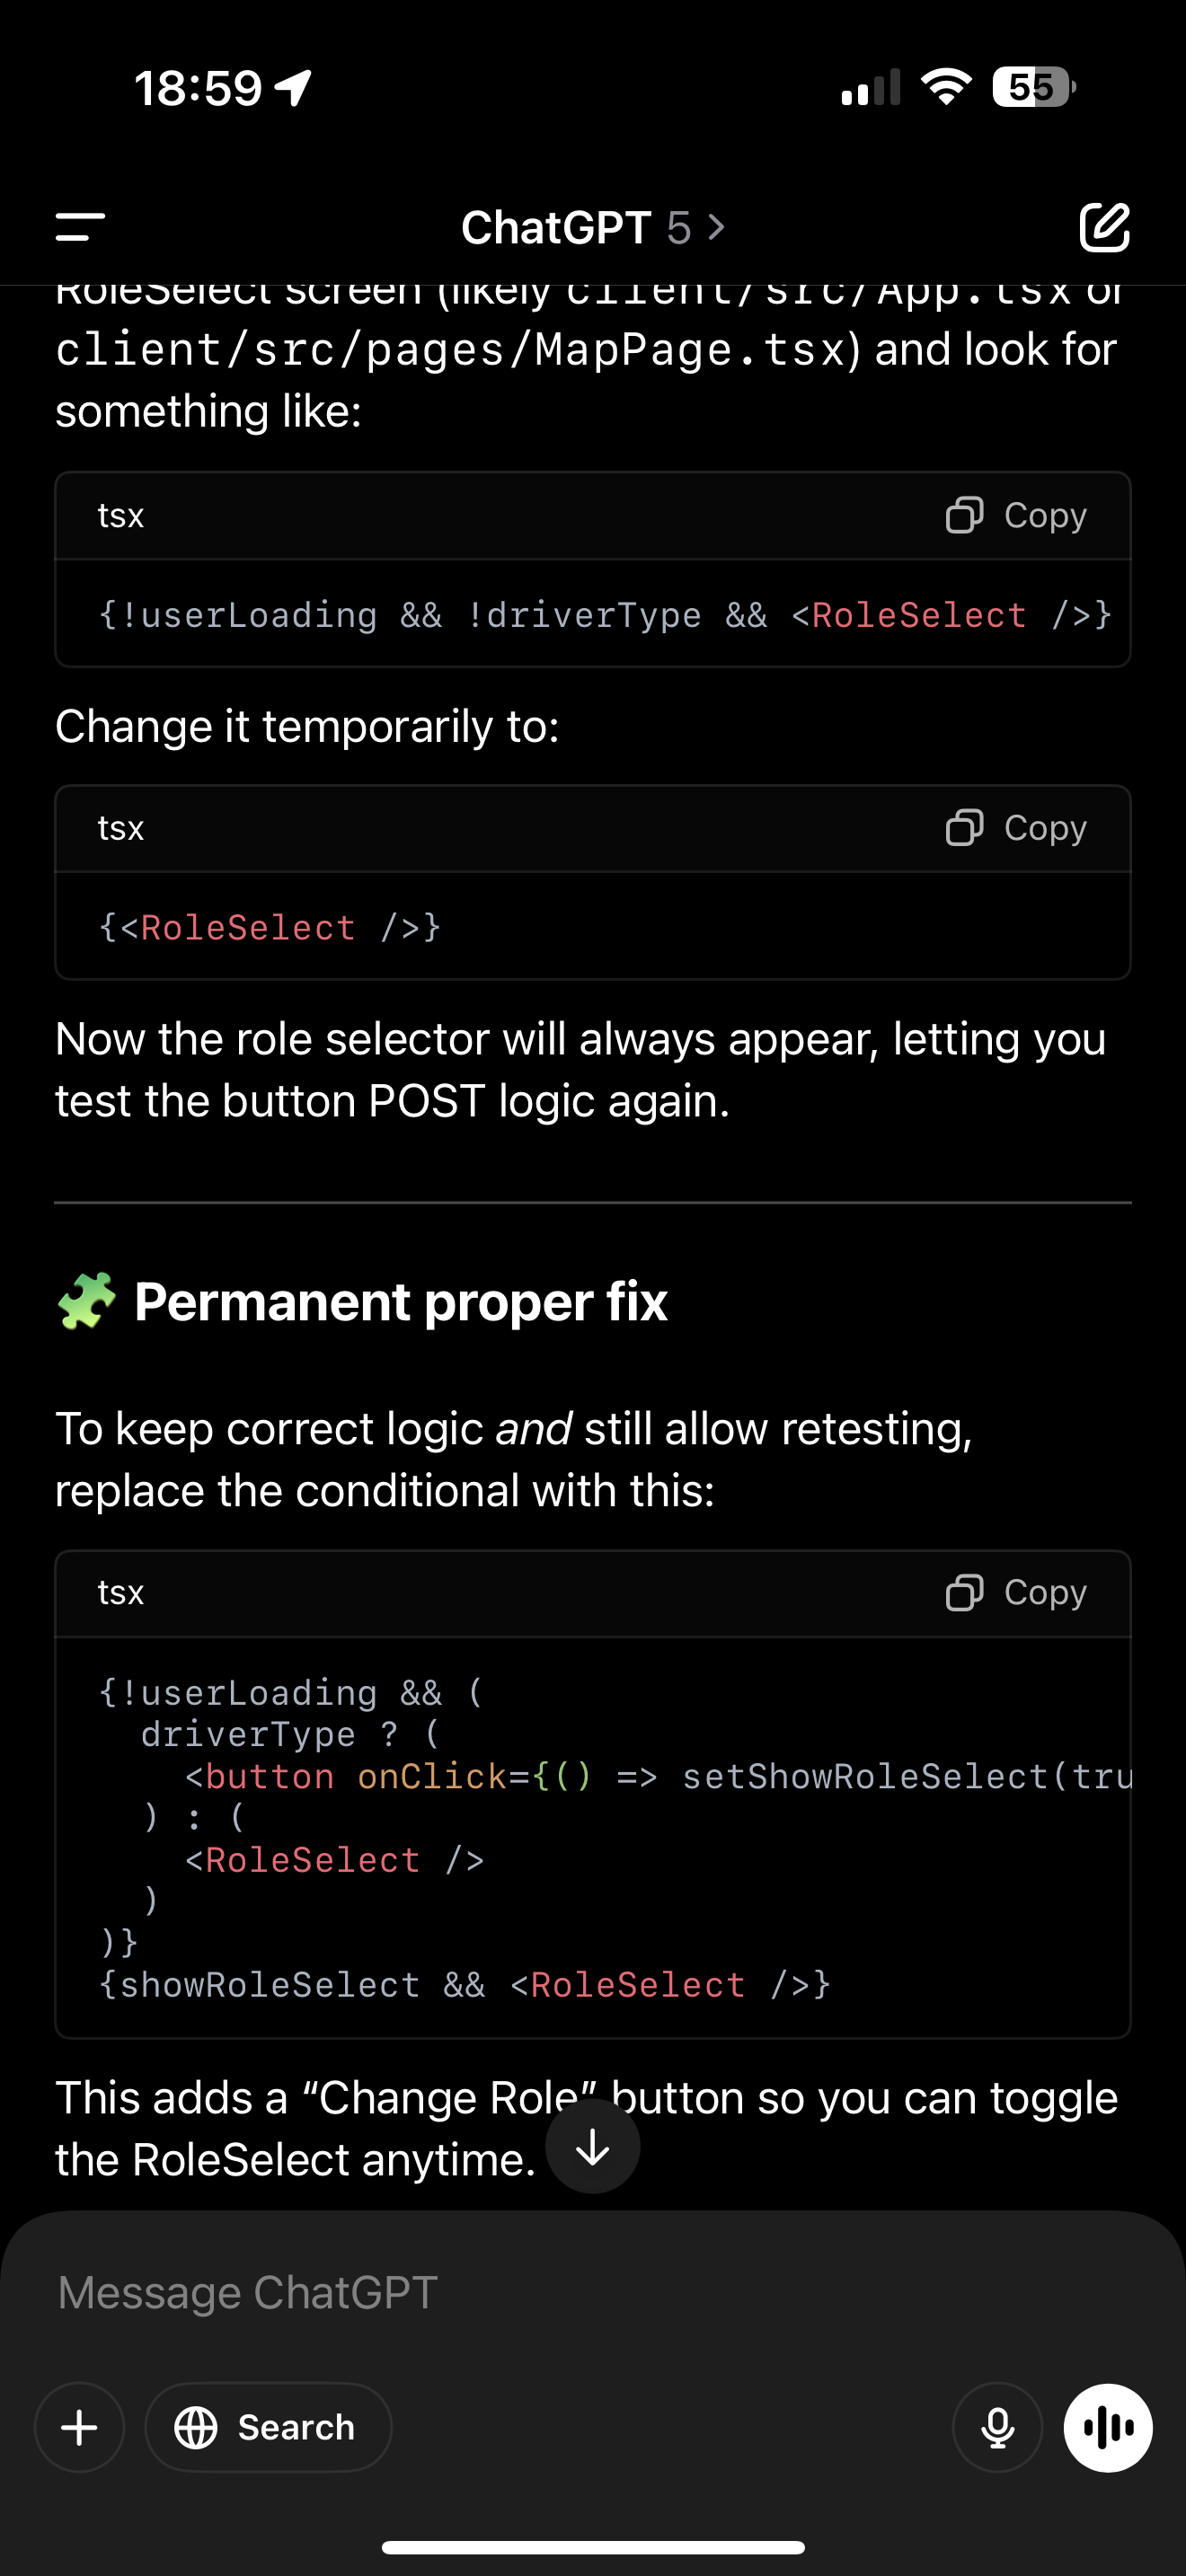 18:59
55
ChatGPT 5 >
RoleSelect screen (likely client/src/App.tsx or
client/src/pages/MapPage.tsx) and look for
something like:
tsx
Copy
{!userLoading && !driverType && <RoleSelect />}
Change it temporarily to:
tsx
Copy
{<RoleSelect />}
Now the role selector will always appear, letting you
test the button POST logic again.
🧩 Permanent proper fix
To keep correct logic and still allow retesting,
replace the conditional with this:
tsx
Copy
{!userLoading && (
  driverType ? (
    <button onClick={() => setShowRoleSelect(tru
  ) : (
    <RoleSelect />
  )
)}
{showRoleSelect && <RoleSelect />}
This adds a “Change Role” button so you can toggle
the RoleSelect anytime.
Message ChatGPT
Search